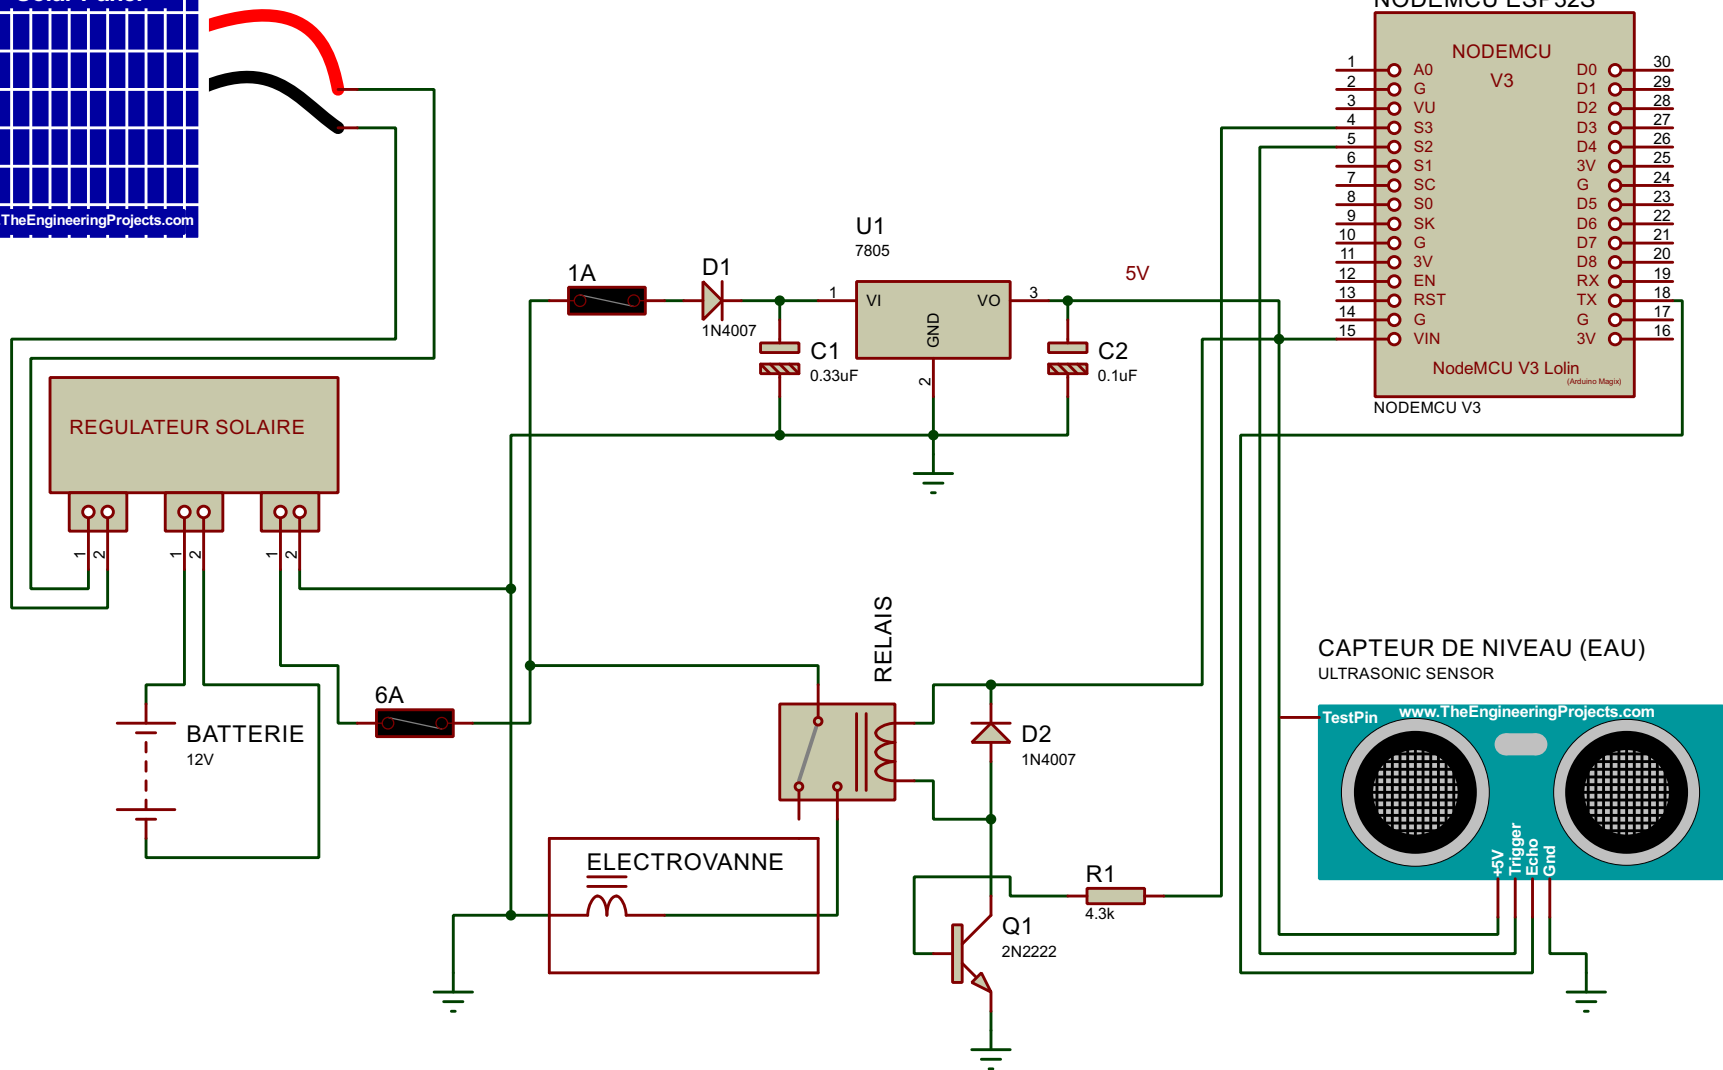 Solar Panel
TheEngineeringProjects.com
NODEMCU ESP32S
NODEMCU
V3
1 A0
2 G
3 VU
4 S3
5 S2
6 S1
7 SC
8 S0
9 SK
10 G
11 3V
12 EN
13 RST
14 G
15 VIN
D0 30
D1 29
D2 28
D3 27
D4 26
3V 25
G 24
D5 23
D6 22
D7 21
D8 20
RX 19
TX 18
G 17
3V 16
NodeMCU V3 Lolin
(Arduino Magix)
NODEMCU V3
U1
7805
1A
D1
1N4007
1 VI
VO 3
GND
2
5V
C1
0.33uF
C2
0.1uF
REGULATEUR SOLAIRE
1 2
1 2
1 2
BATTERIE
12V
6A
RELAIS
D2
1N4007
ELECTROVANNE
R1
4.3k
Q1
2N2222
CAPTEUR DE NIVEAU (EAU)
ULTRASONIC SENSOR
TestPin
www.TheEngineeringProjects.com
+5V
Trigger
Echo
Gnd